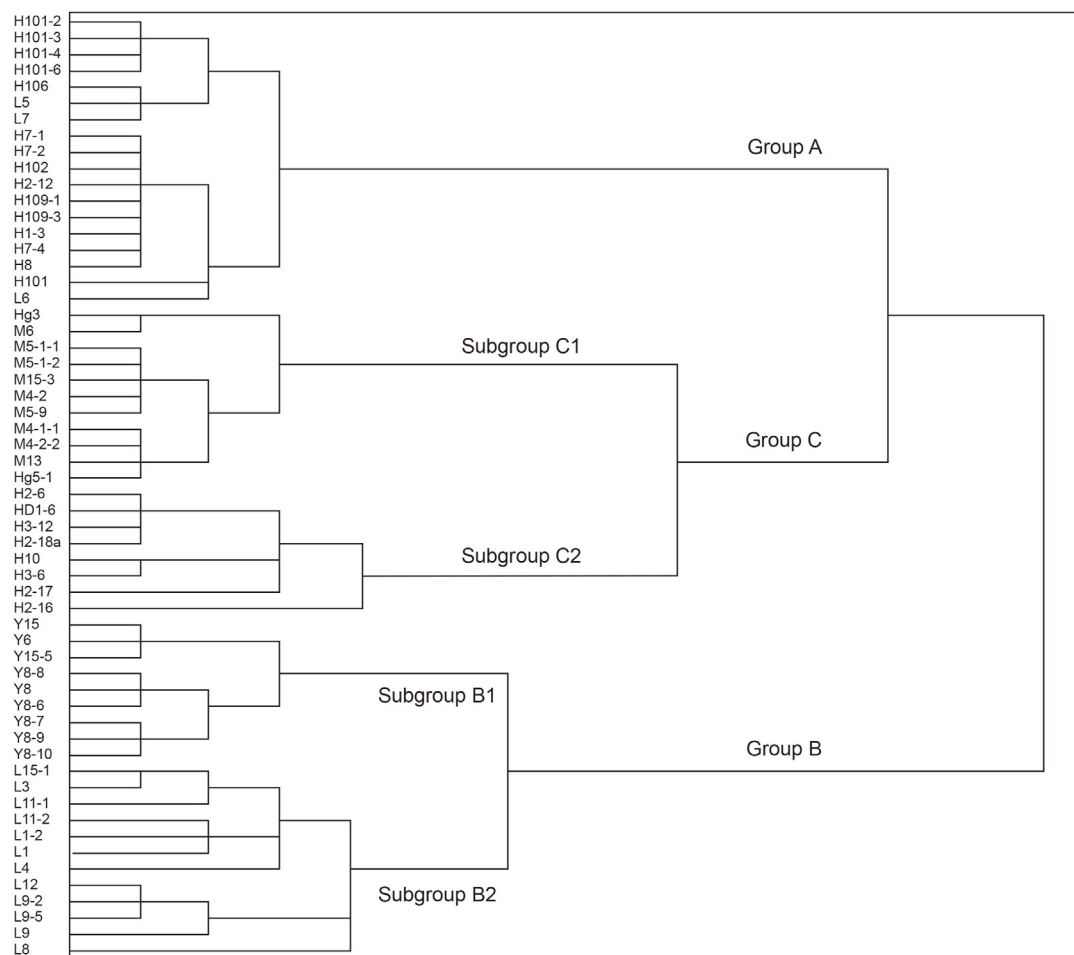 H101-2
H101-3
H101-4
H101-6
H106
L5
L7
H7-1
H7-2
H102
H2-12
H109-1
H109-3
H1-3
H7-4
H8
H101
L6
Hg3
M6
M5-1-1
M5-1-2
M15-3
M4-2
M5-9
M4-1-1
M4-2-2
M13
Hg5-1
H2-6
HD1-6
H3-12
H2-18a
H10
H3-6
H2-17
H2-16
Y15
Y6
Y15-5
Y8-8
Y8
Y8-6
Y8-7
Y8-9
Y8-10
L15-1
L3
L11-1
L11-2
L1-2
L1
L4
L12
L9-2
L9-5
L9
L8
Group A
Subgroup C1
Group C
Subgroup C2
Subgroup B1
Group B
Subgroup B2